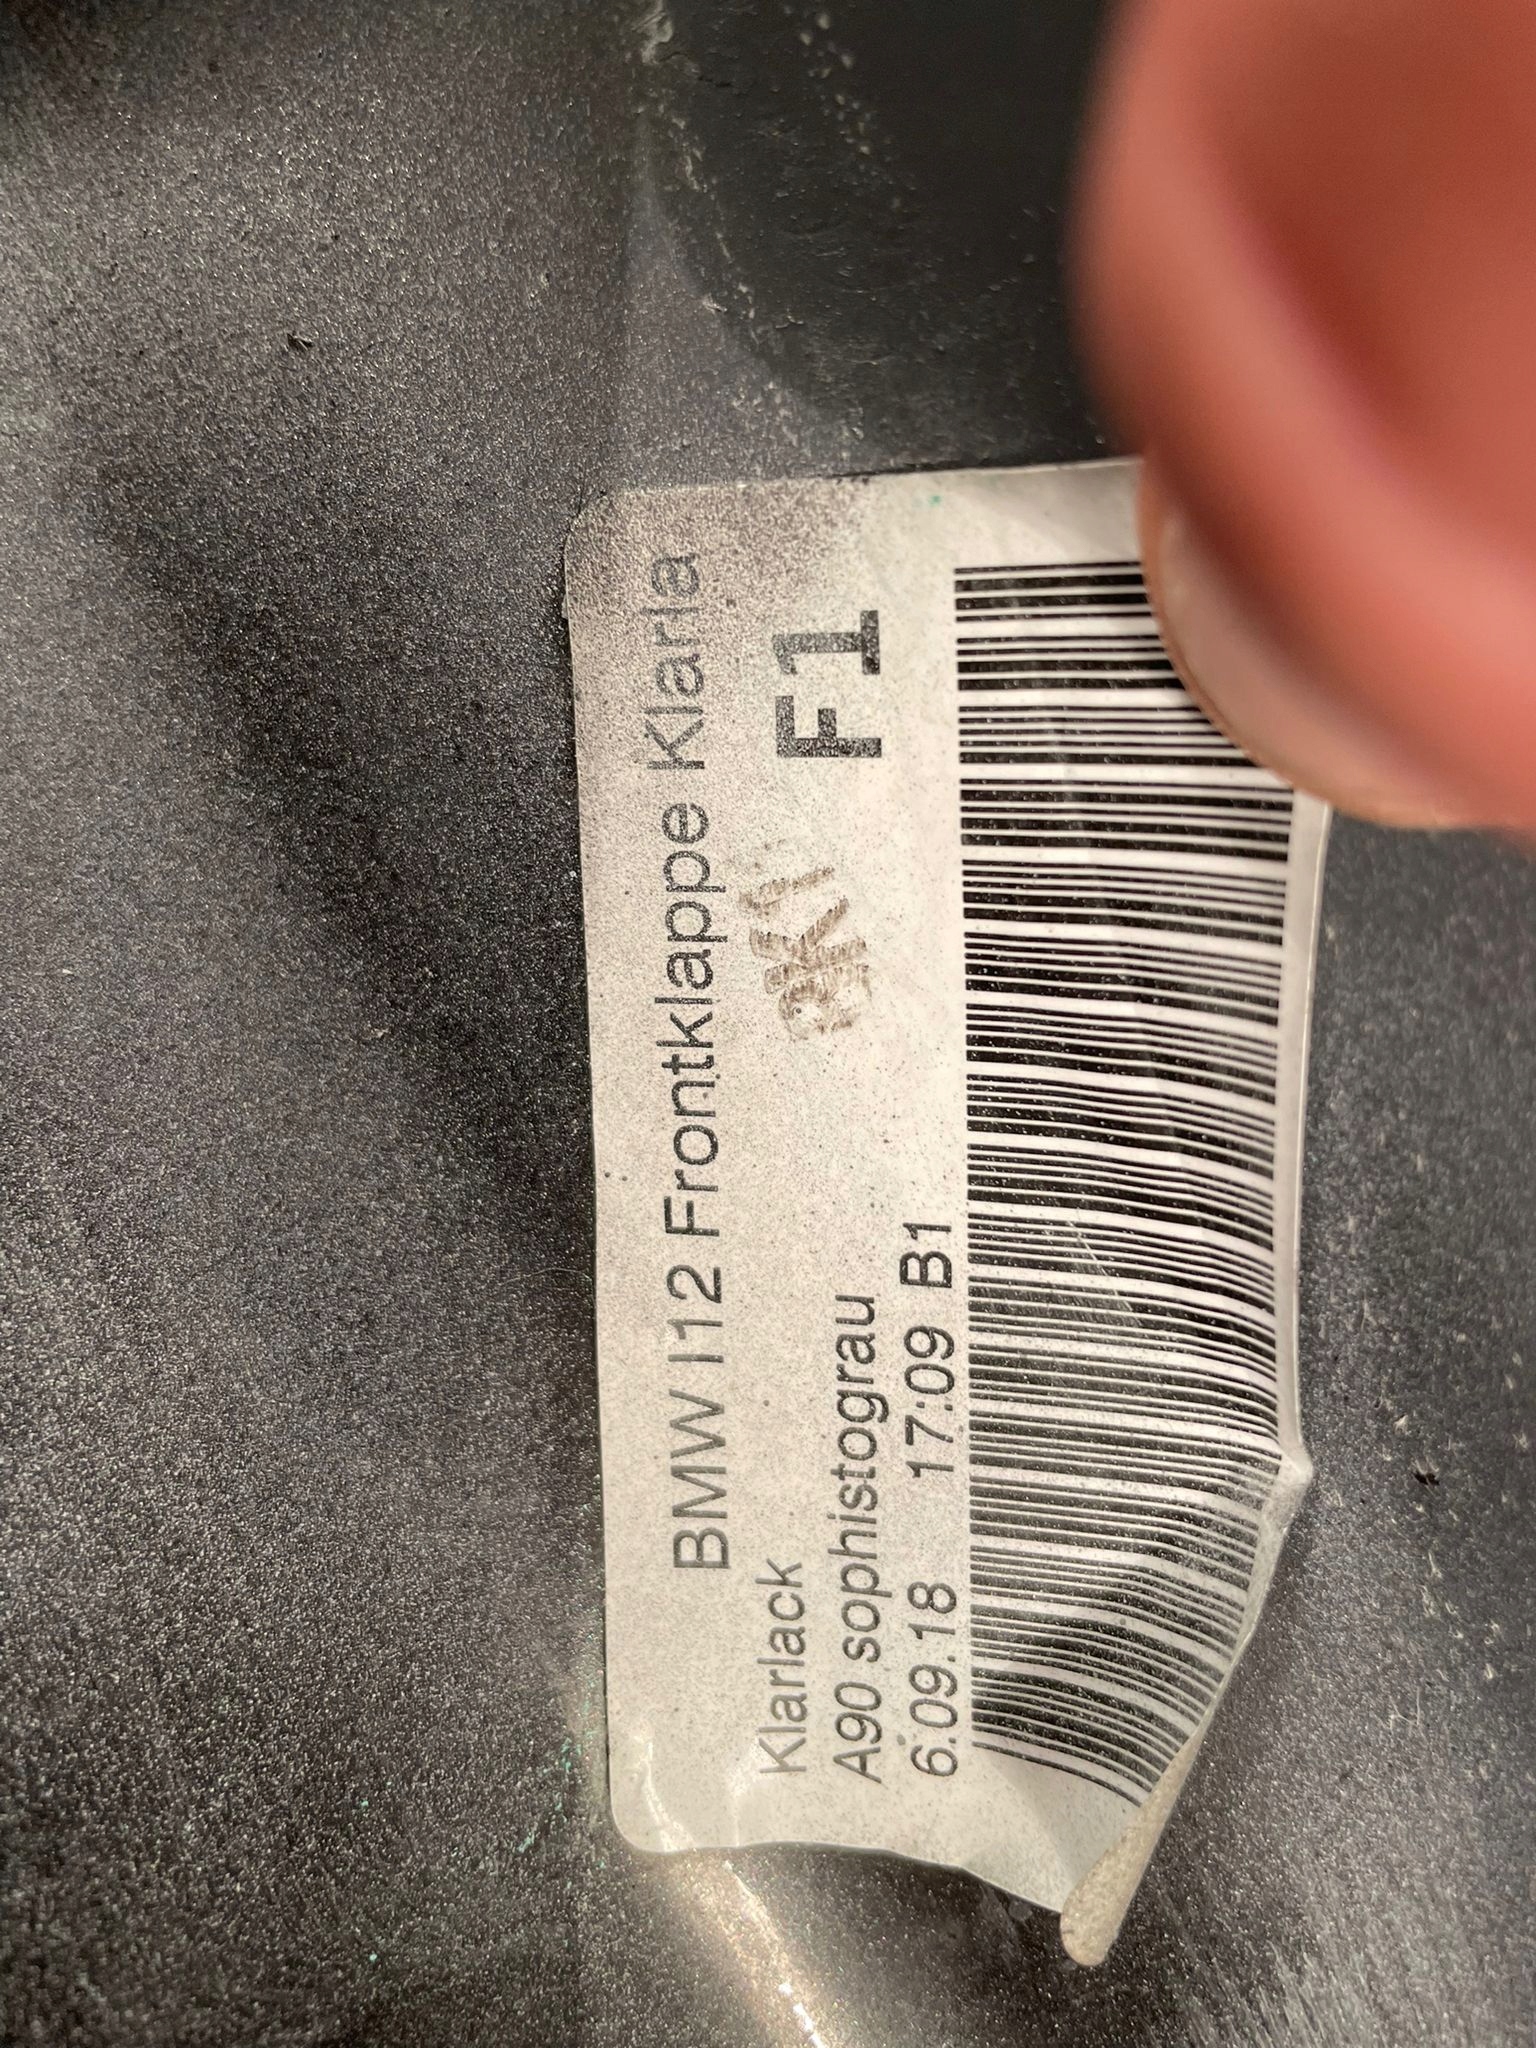 BMW I12 Frontklappe Klarla
Klarlack
F1
A90 sophistograu
6.09.18 17:09 B1